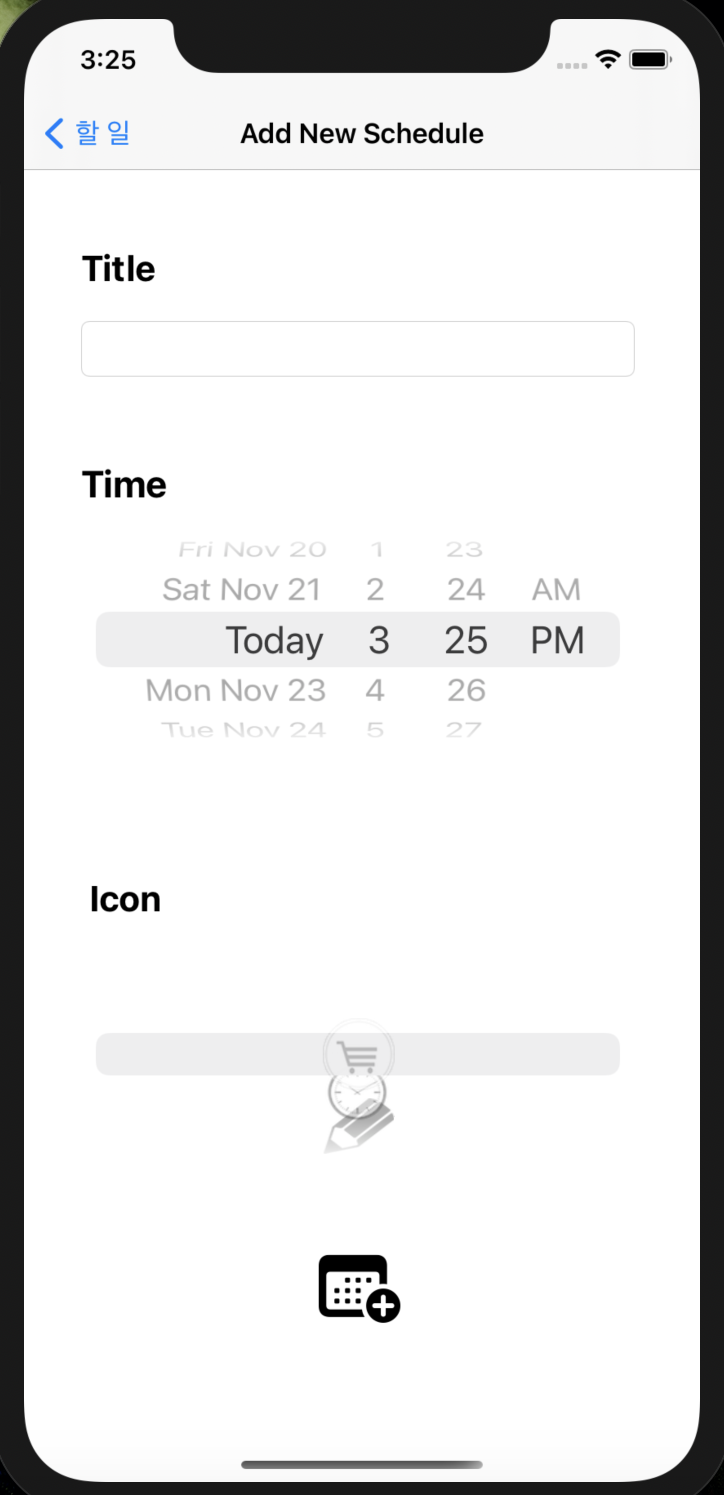 3:25
할 일
Add New Schedule
Title
Time
Fri Nov 20 1 23
Sat Nov 21 2 24 AM
Today 3 25 PM
Mon Nov 23 4 26
Tue Nov 24 5 27
Icon